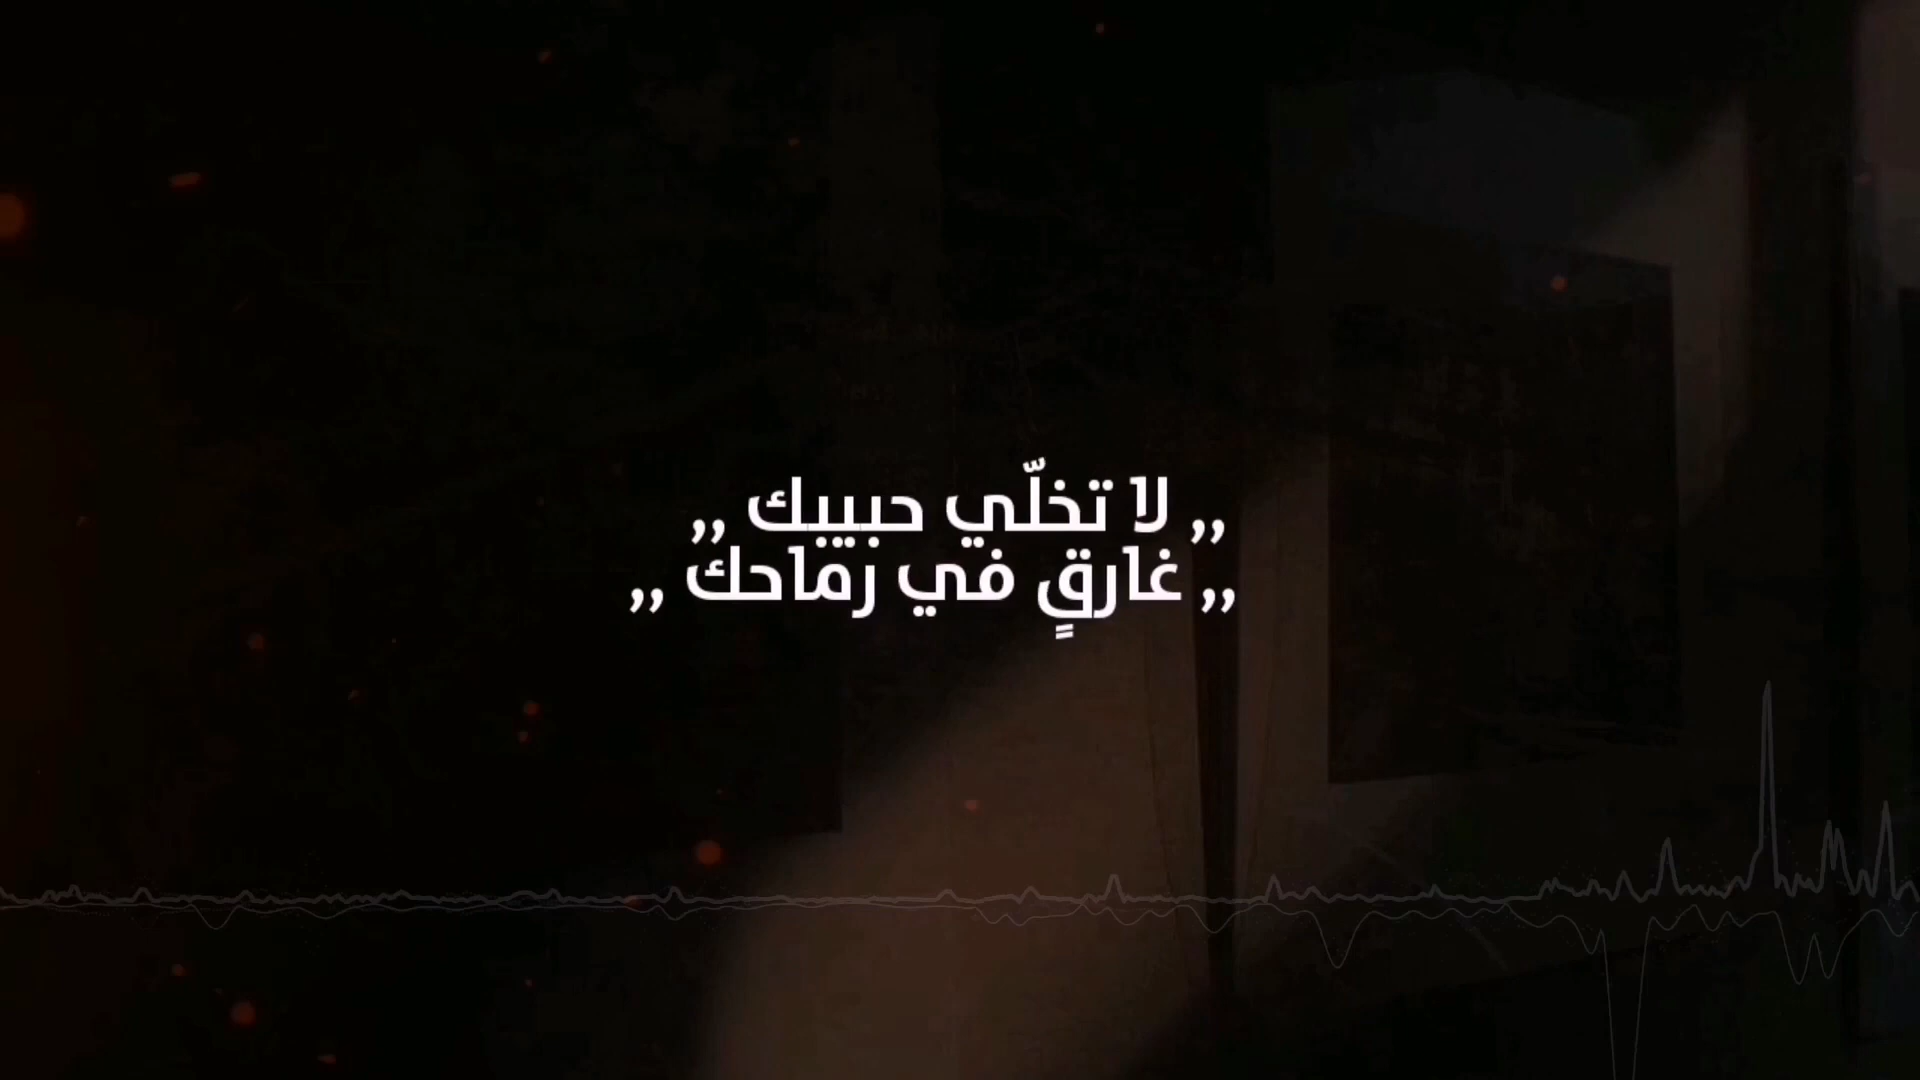 ,, لا تخلّي حبيبك ,,
,, غارقٍ في رماحك ,,